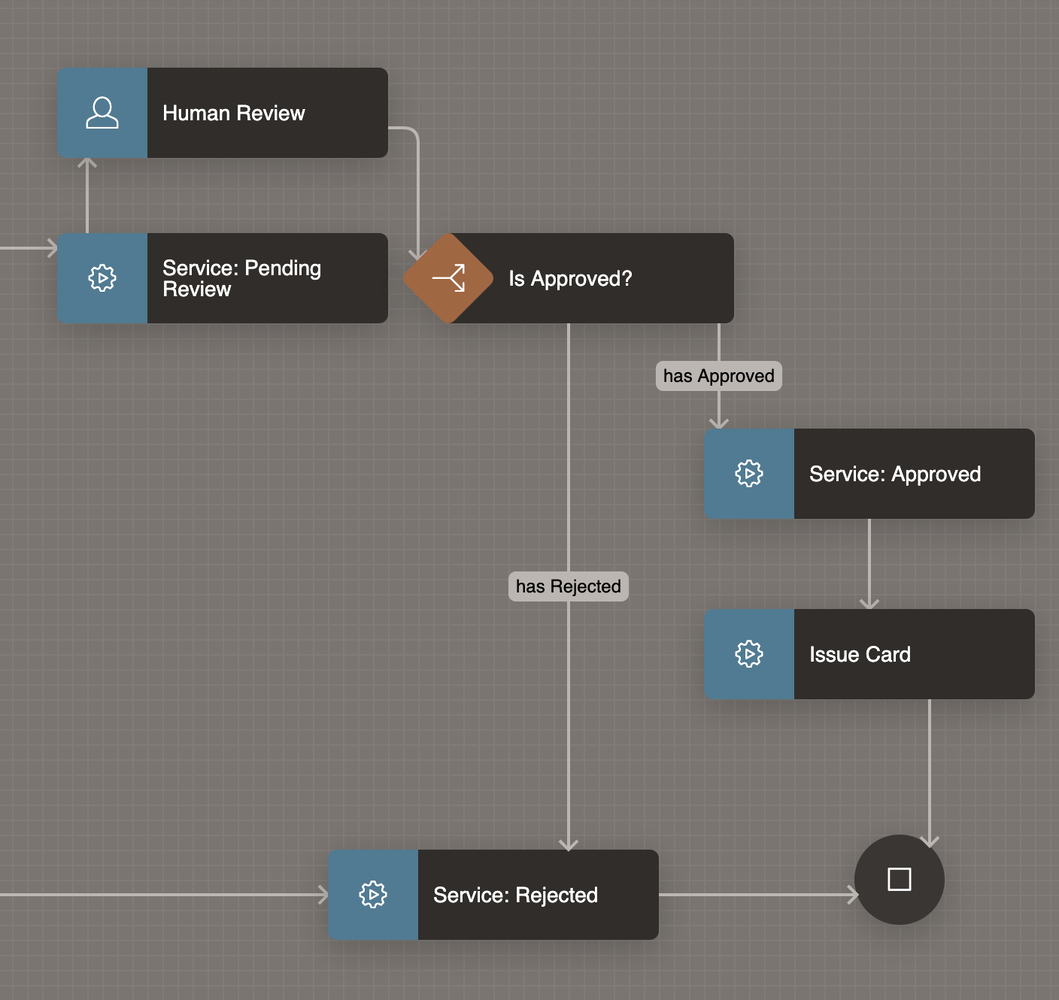 Human Review
Service: Pending
Review
Is Approved?
has Approved
Service: Approved
has Rejected
Issue Card
Service: Rejected